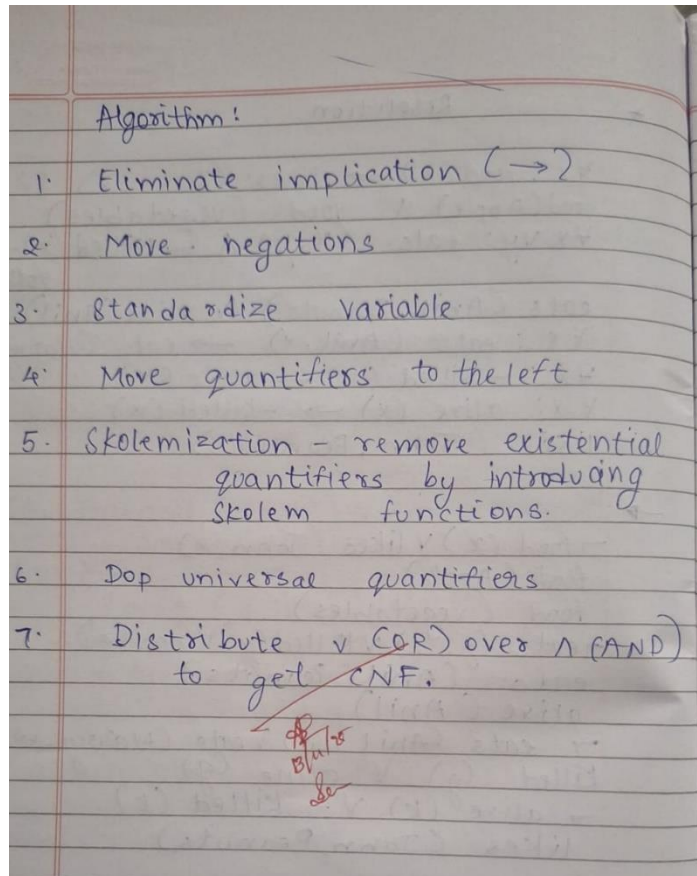 Algorithm:
1. Eliminate implication (→)
2. Move negations
3. Standardize variable
4. Move quantifiers to the left
5. Skolemization - remove existential
quantifiers by introducing
Skolem functions.
6. Dop universal quantifiers
7. Distribute ∨ (OR) over ∧ (AND)
to get CNF.